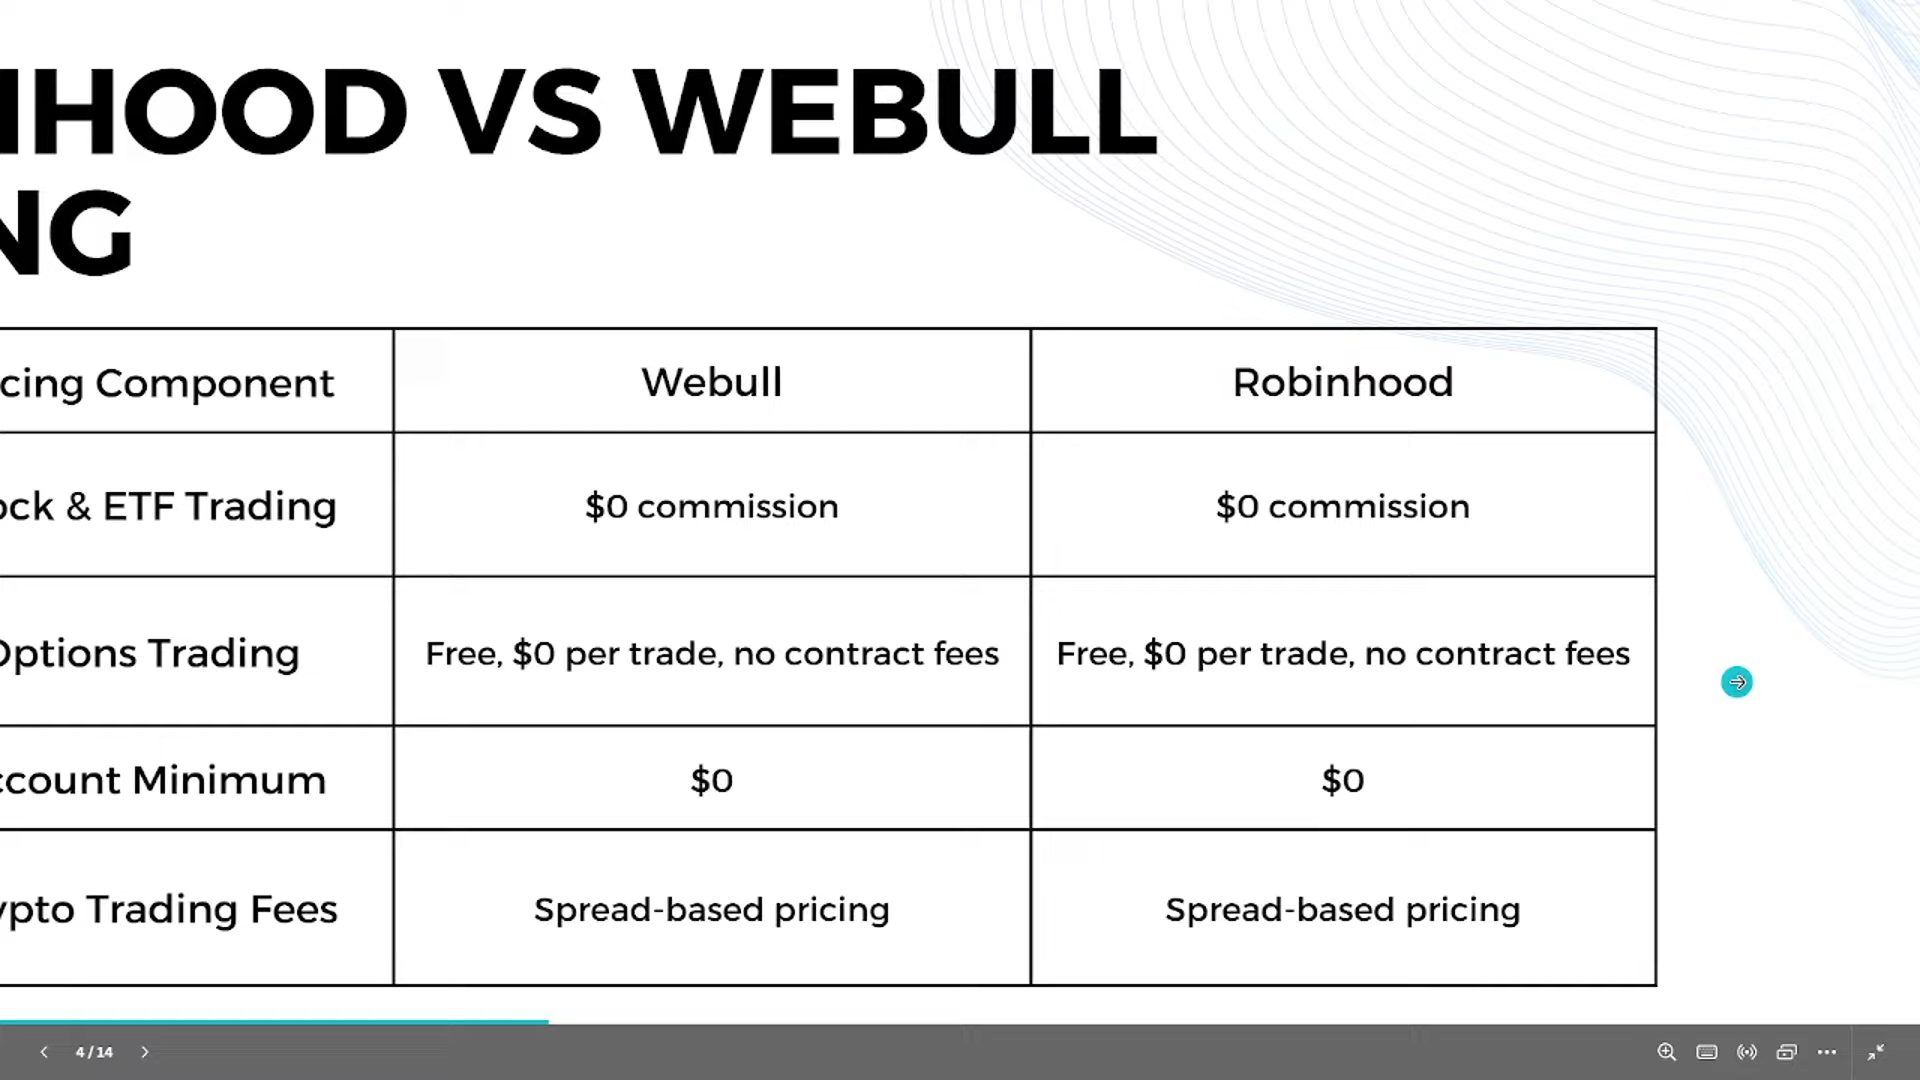 NHOOD VS WEBULL
NG
cing Component
Webull
Robinhood
ock & ETF Trading
$0 commission
$0 commission
Options Trading
Free, $0 per trade, no contract fees
Free, $0 per trade, no contract fees
ccount Minimum
$0
$0
ypto Trading Fees
Spread-based pricing
Spread-based pricing
4 / 14